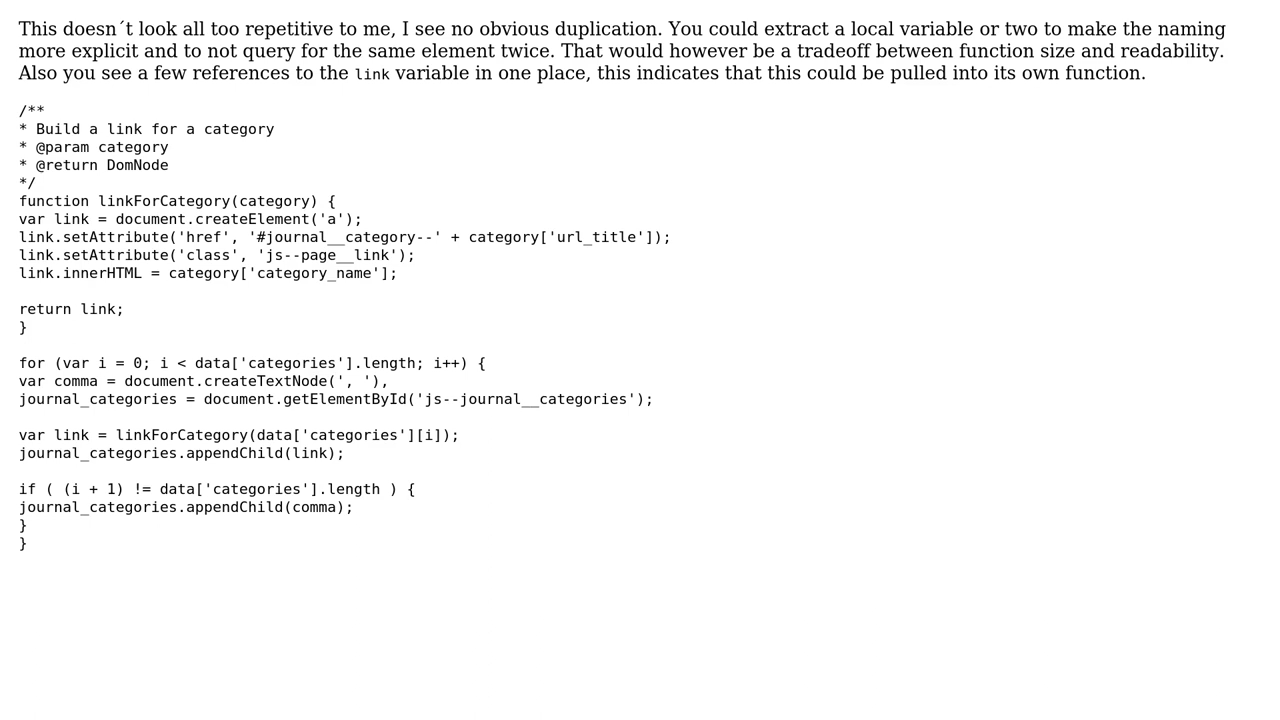 This doesn´t look all too repetitive to me, I see no obvious duplication. You could extract a local variable or two to make the naming
more explicit and to not query for the same element twice. That would however be a tradeoff between function size and readability.
Also you see a few references to the link variable in one place, this indicates that this could be pulled into its own function.
/**
* Build a link for a category
* @param category
* @return DomNode
*/
function linkForCategory(category) {
var link = document.createElement('a');
link.setAttribute('href', '#journal__category--' + category['url_title']);
link.setAttribute('class', 'js--page__link');
link.innerHTML = category['category_name'];
return link;
}
for (var i = 0; i < data['categories'].length; i++) {
var comma = document.createTextNode(', '),
journal_categories = document.getElementById('js--journal__categories');
var link = linkForCategory(data['categories'][i]);
journal_categories.appendChild(link);
if ( (i + 1) != data['categories'].length ) {
journal_categories.appendChild(comma);
}
}